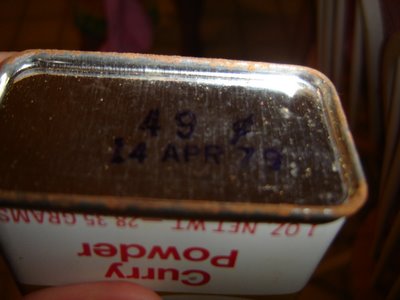 49 ¢
14 APR 79
1 OZ. NET WT. — 28.35 GRAMS
Curry
Powder